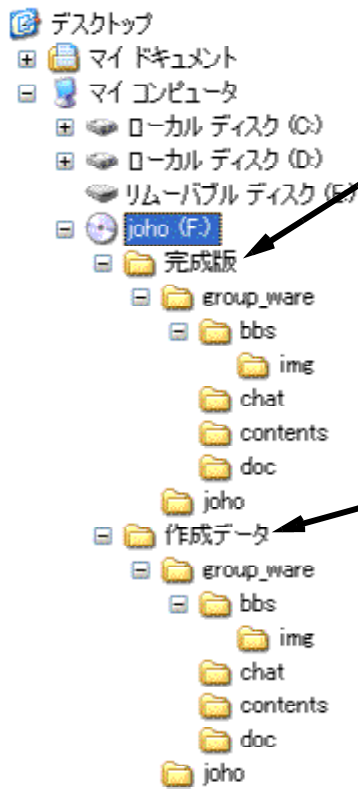 デスクトップ
マイ ドキュメント
マイ コンピュータ
ローカル ディスク (C:)
ローカル ディスク (D:)
リムーバブル ディスク (E:)
joho (F:)
完成版
group_ware
bbs
img
chat
contents
doc
joho
作成データ
group_ware
bbs
img
chat
contents
doc
joho